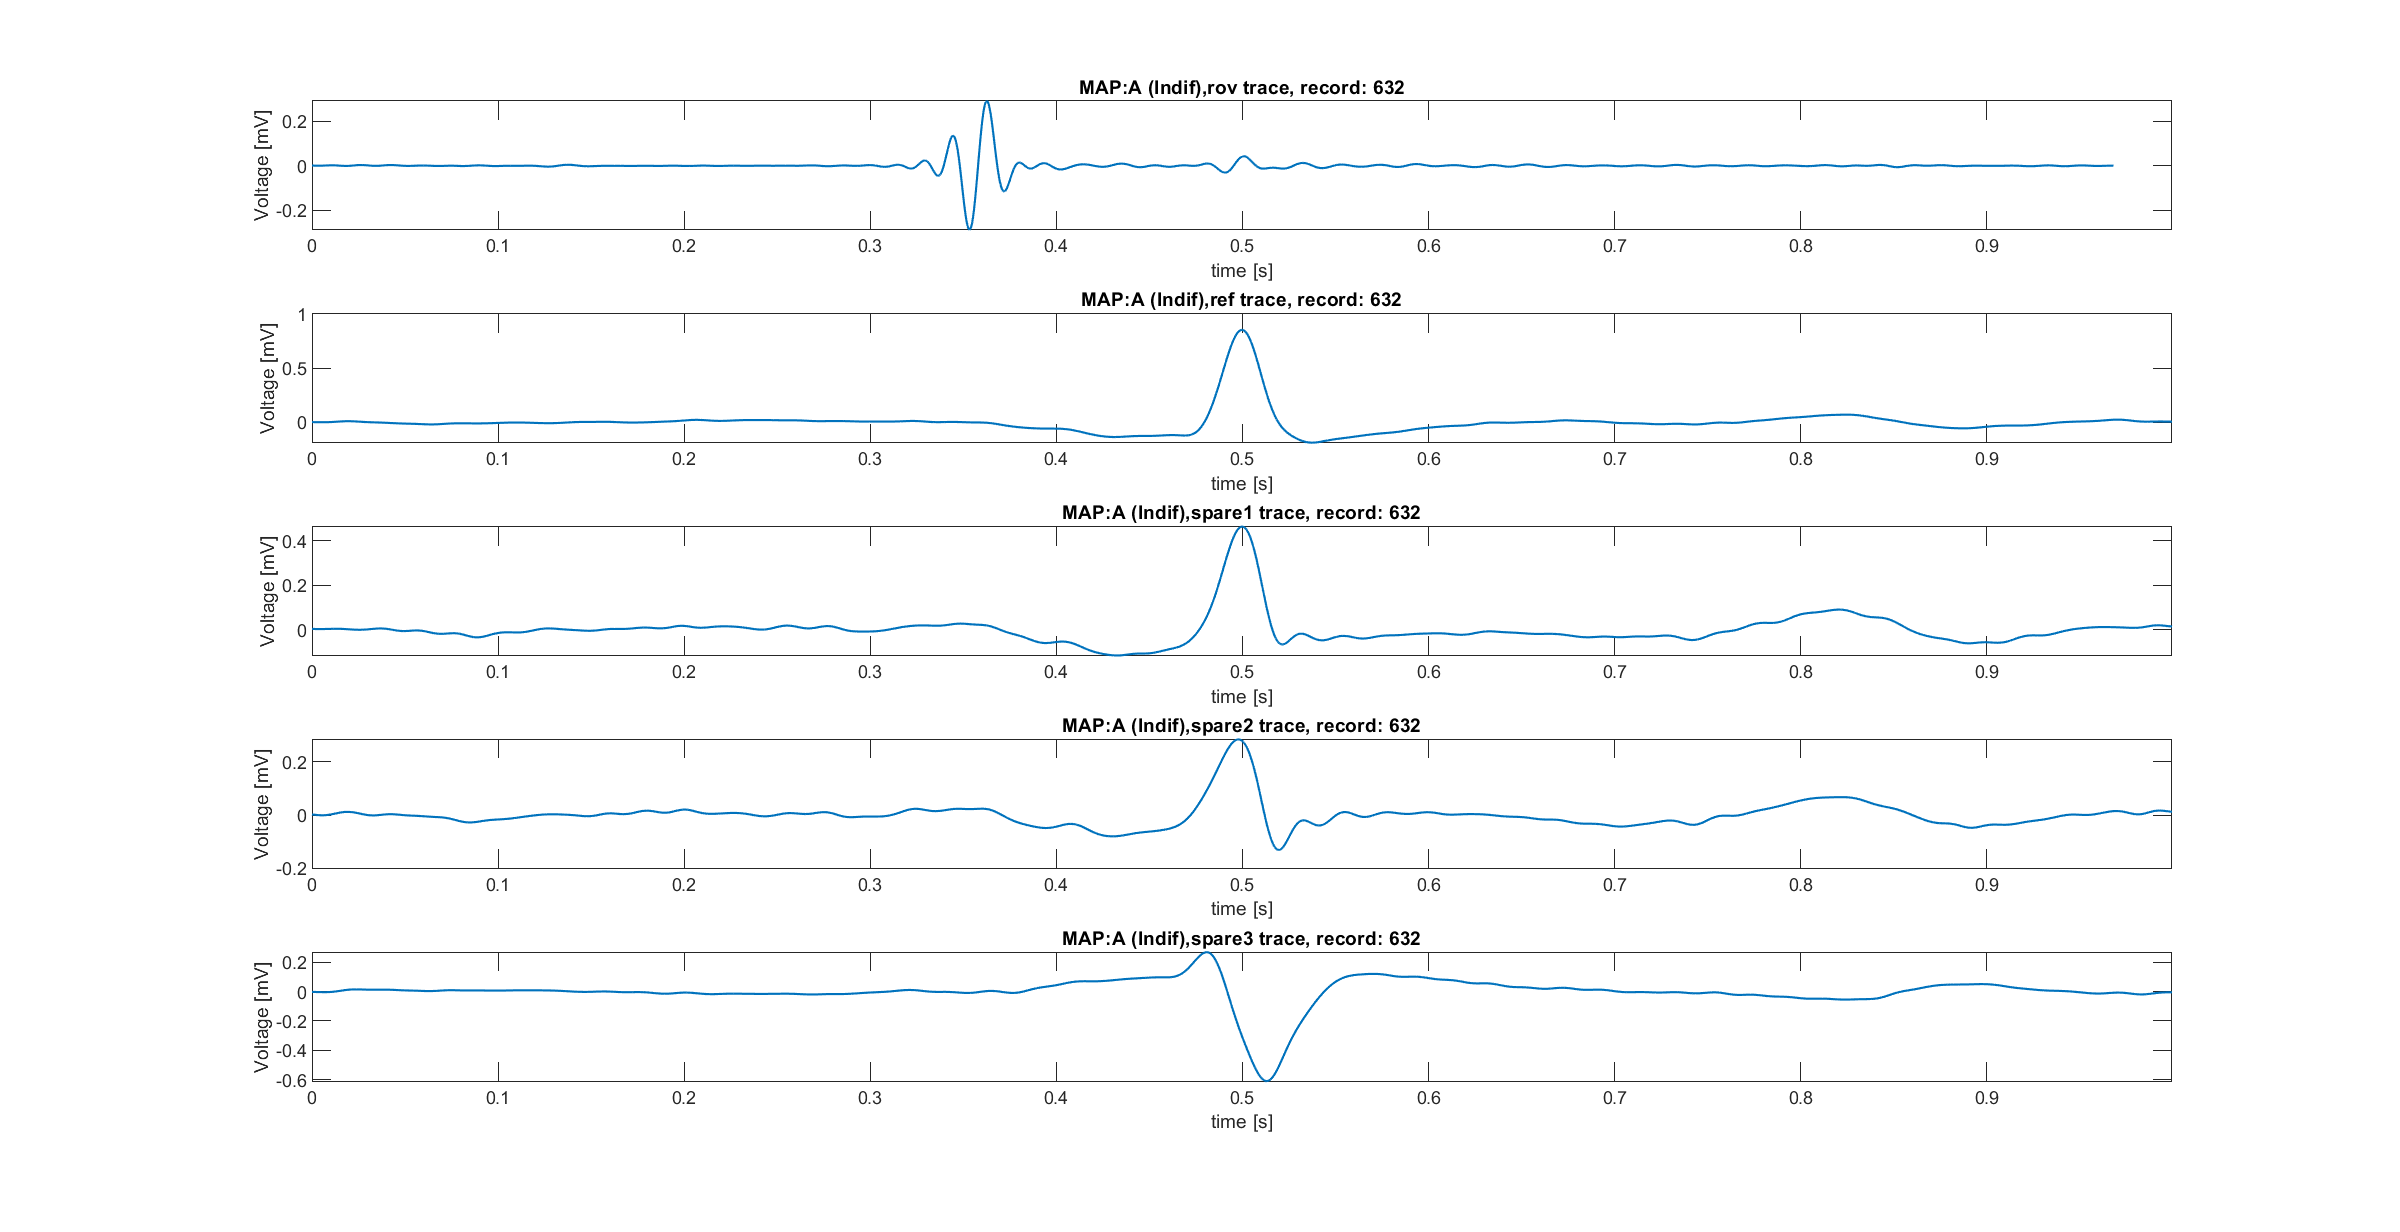 MAP:A (Indif),rov trace, record: 632
Voltage [mV]
0.2
0
-0.2
0 0.1 0.2 0.3 0.4 0.5 0.6 0.7 0.8 0.9
time [s]
MAP:A (Indif),ref trace, record: 632
Voltage [mV]
1
0.5
0
0 0.1 0.2 0.3 0.4 0.5 0.6 0.7 0.8 0.9
time [s]
MAP:A (Indif),spare1 trace, record: 632
Voltage [mV]
0.4
0.2
0
0 0.1 0.2 0.3 0.4 0.5 0.6 0.7 0.8 0.9
time [s]
MAP:A (Indif),spare2 trace, record: 632
Voltage [mV]
0.2
0
-0.2
0 0.1 0.2 0.3 0.4 0.5 0.6 0.7 0.8 0.9
time [s]
MAP:A (Indif),spare3 trace, record: 632
Voltage [mV]
0.2
0
-0.2
-0.4
-0.6
0 0.1 0.2 0.3 0.4 0.5 0.6 0.7 0.8 0.9
time [s]